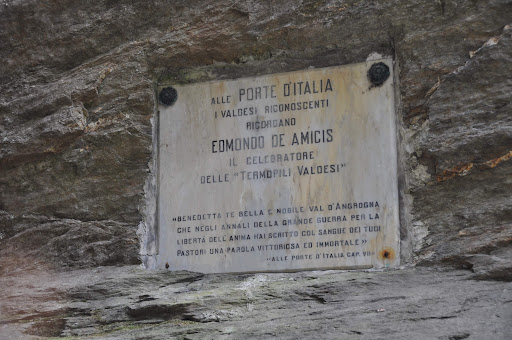 ALLE PORTE D'ITALIA
I VALDESI RICONOSCENTI
RICORDANO
EDMONDO DE AMICIS
IL CELEBRATORE
DELLE "TERMOPILI VALDESI"
«BENEDETTA TE BELLA E NOBILE VAL D'ANGROGNA
CHE NEGLI ANNALI DELLA GRANDE GUERRA PER LA
LIBERTÀ DELL'ANIMA HAI SCRITTO COL SANGUE DEI TUOI
PASTORI UNA PAROLA VITTORIOSA ED IMMORTALE»
«ALLE PORTE D'ITALIA CAP. VII»